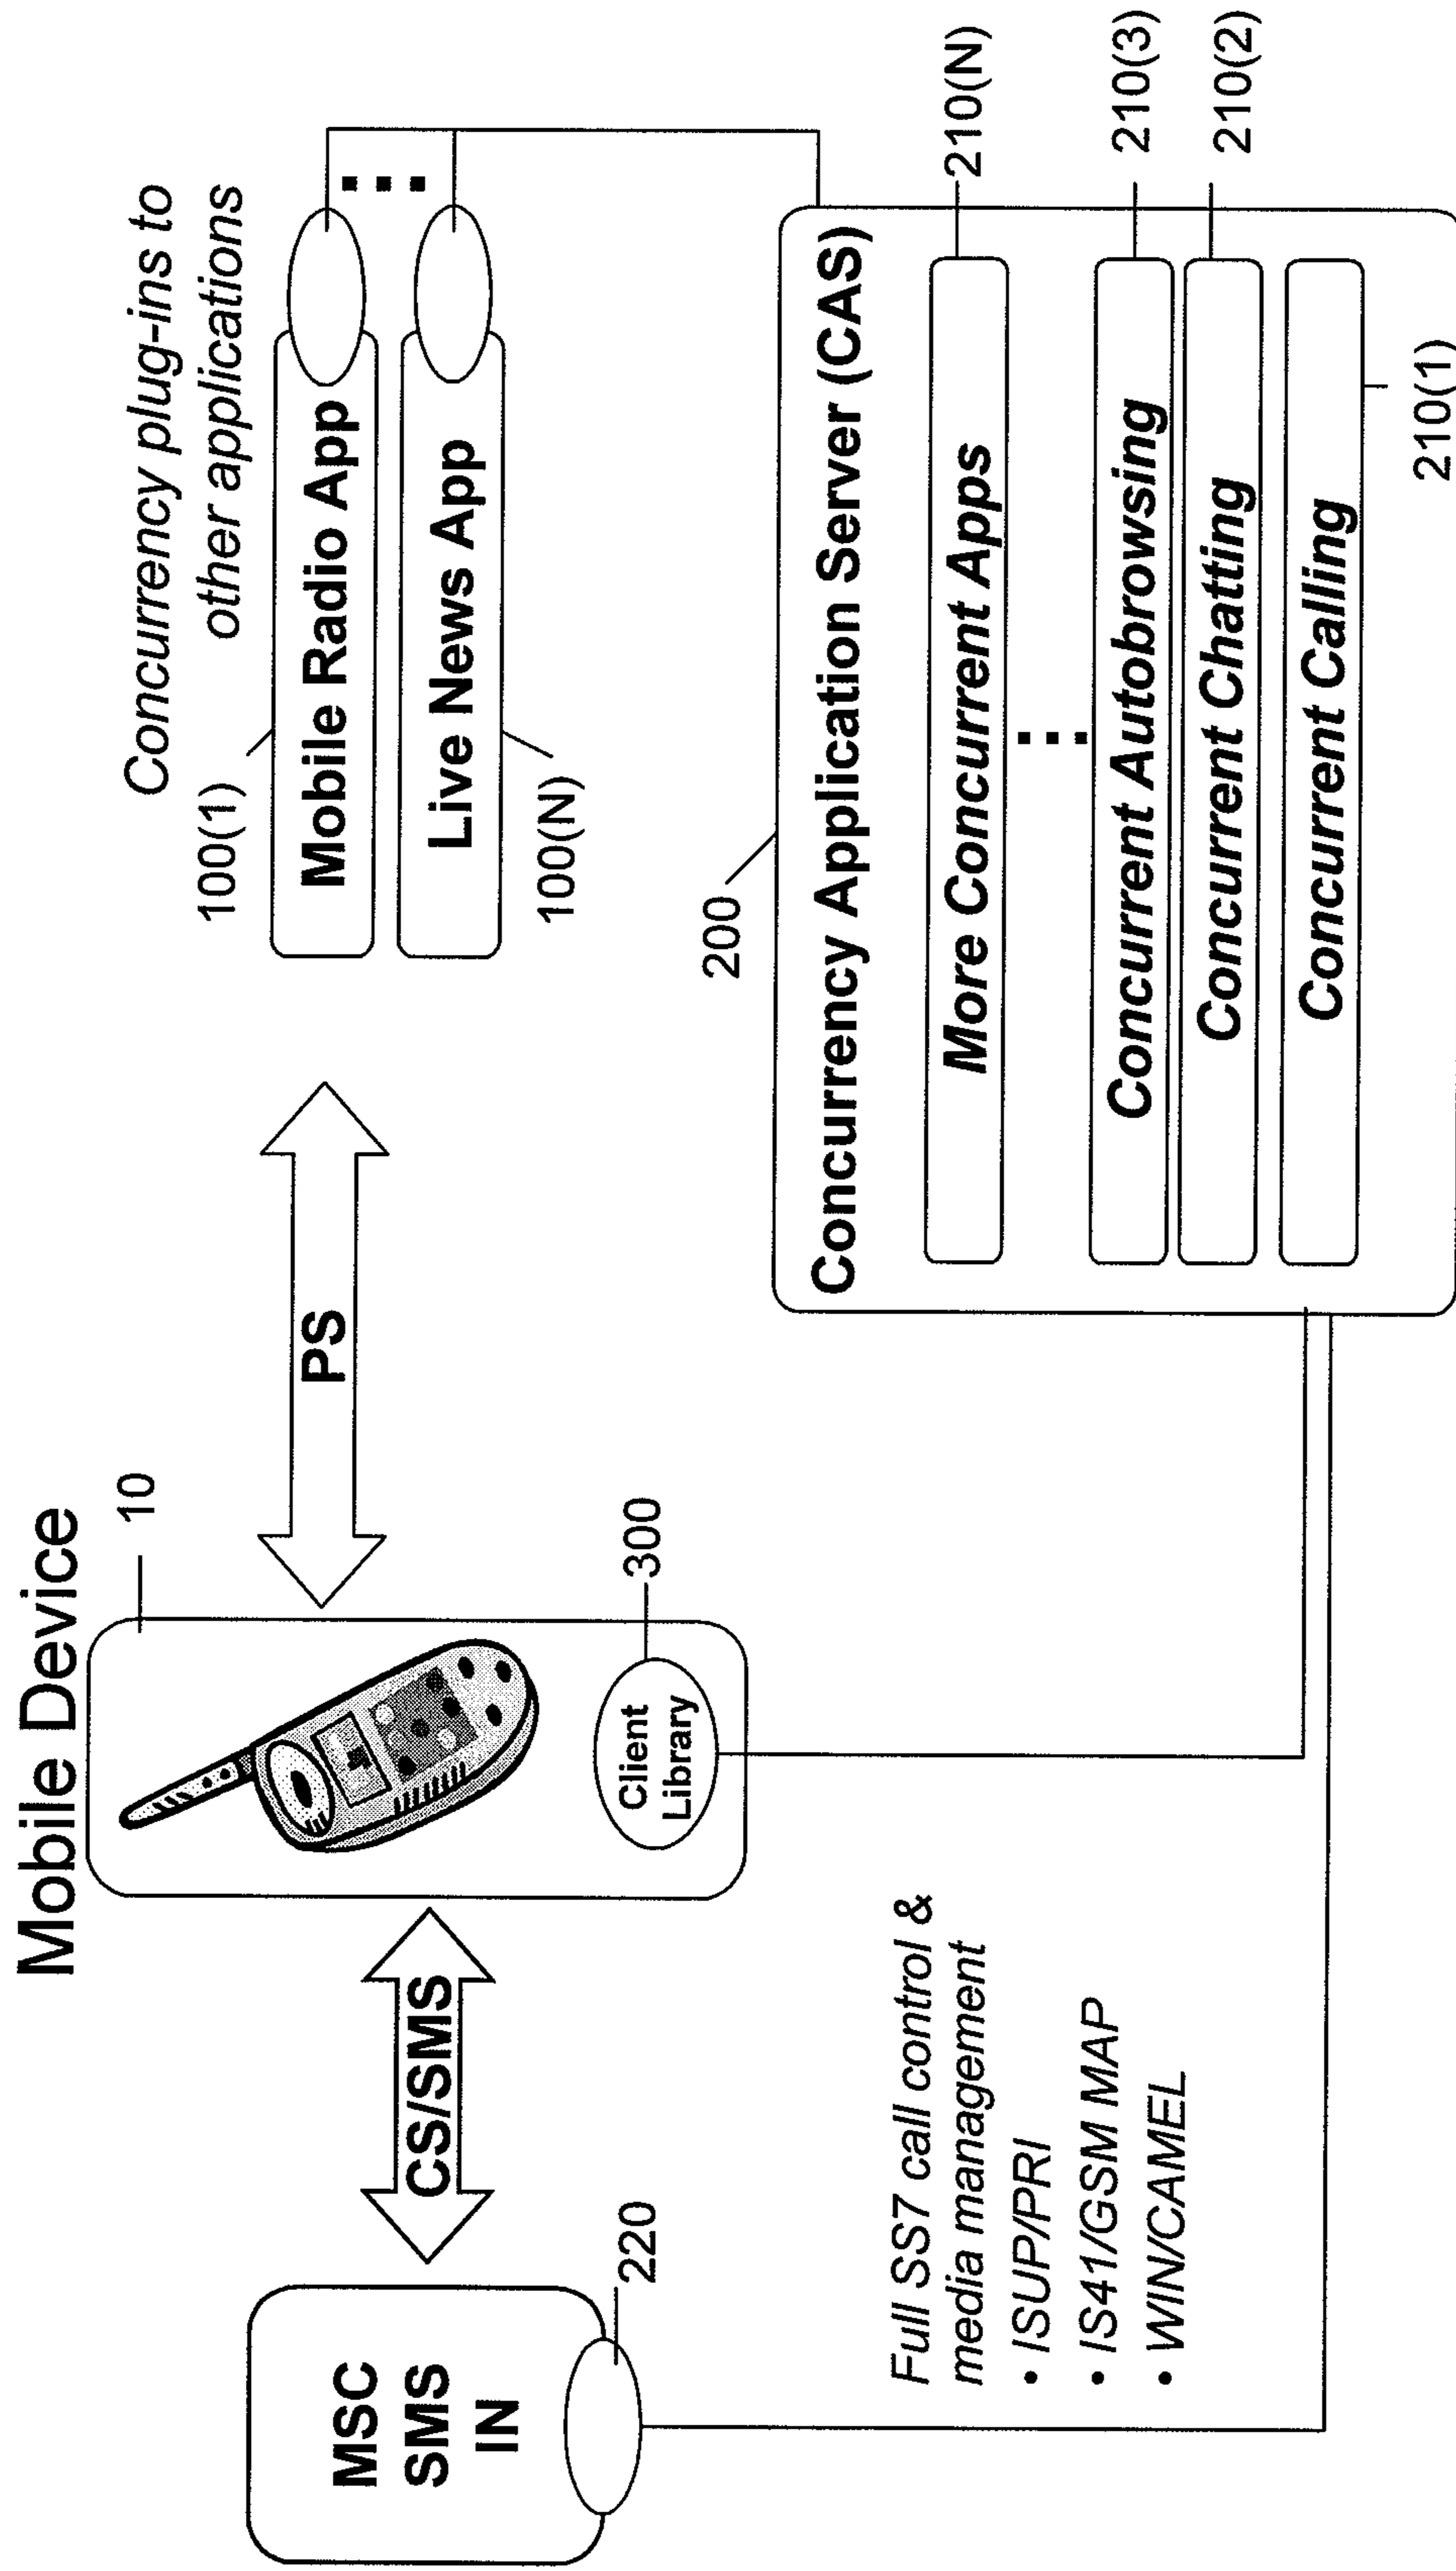 Mobile Device
10
MSC
SMS
IN
220
CS/SMS
Client
Library
300
PS
Concurrency plug-ins to
other applications
100(1)
Mobile Radio App
Live News App
100(N)
Full SS7 call control &
media management
• ISUP/PRI
• IS41/GSM MAP
• WIN/CAMEL
200
Concurrency Application Server (CAS)
More Concurrent Apps
210(N)
Concurrent Autobrowsing
210(3)
Concurrent Chatting
210(2)
Concurrent Calling
210(1)